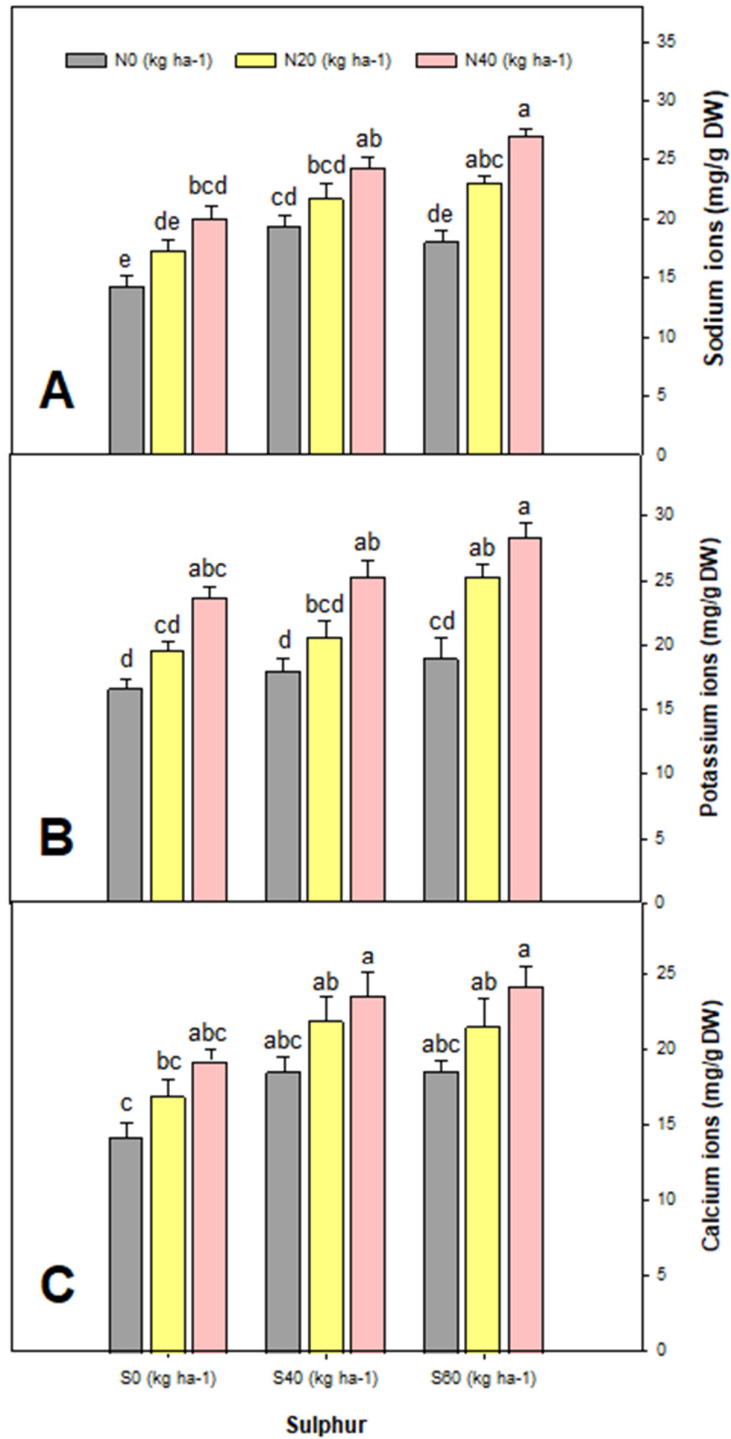 N0 (kg ha-1) N20 (kg ha-1) N40 (kg ha-1)
35
30
25
20
15
10
5
0
Sodium ions (mg/g DW)
e de bcd cd bcd ab de abc a
A
30
25
20
15
10
5
0
Potassium ions (mg/g DW)
d cd abc d bcd ab cd ab a
B
25
20
15
10
5
0
Calcium ions (mg/g DW)
c bc abc abc ab a abc ab a
C
S0 (kg ha-1) S40 (kg ha-1) S60 (kg ha-1)
Sulphur